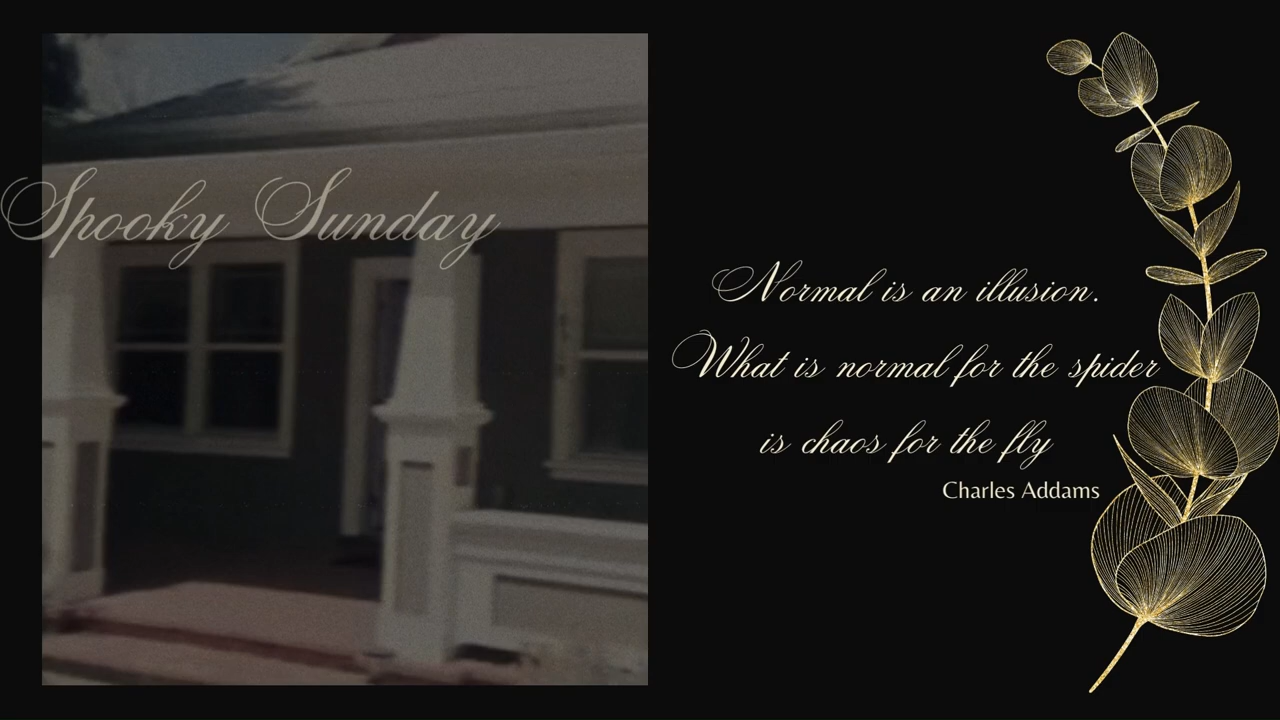 Spooky Sunday
Normal is an illusion.
What is normal for the spider
is chaos for the fly
Charles Addams